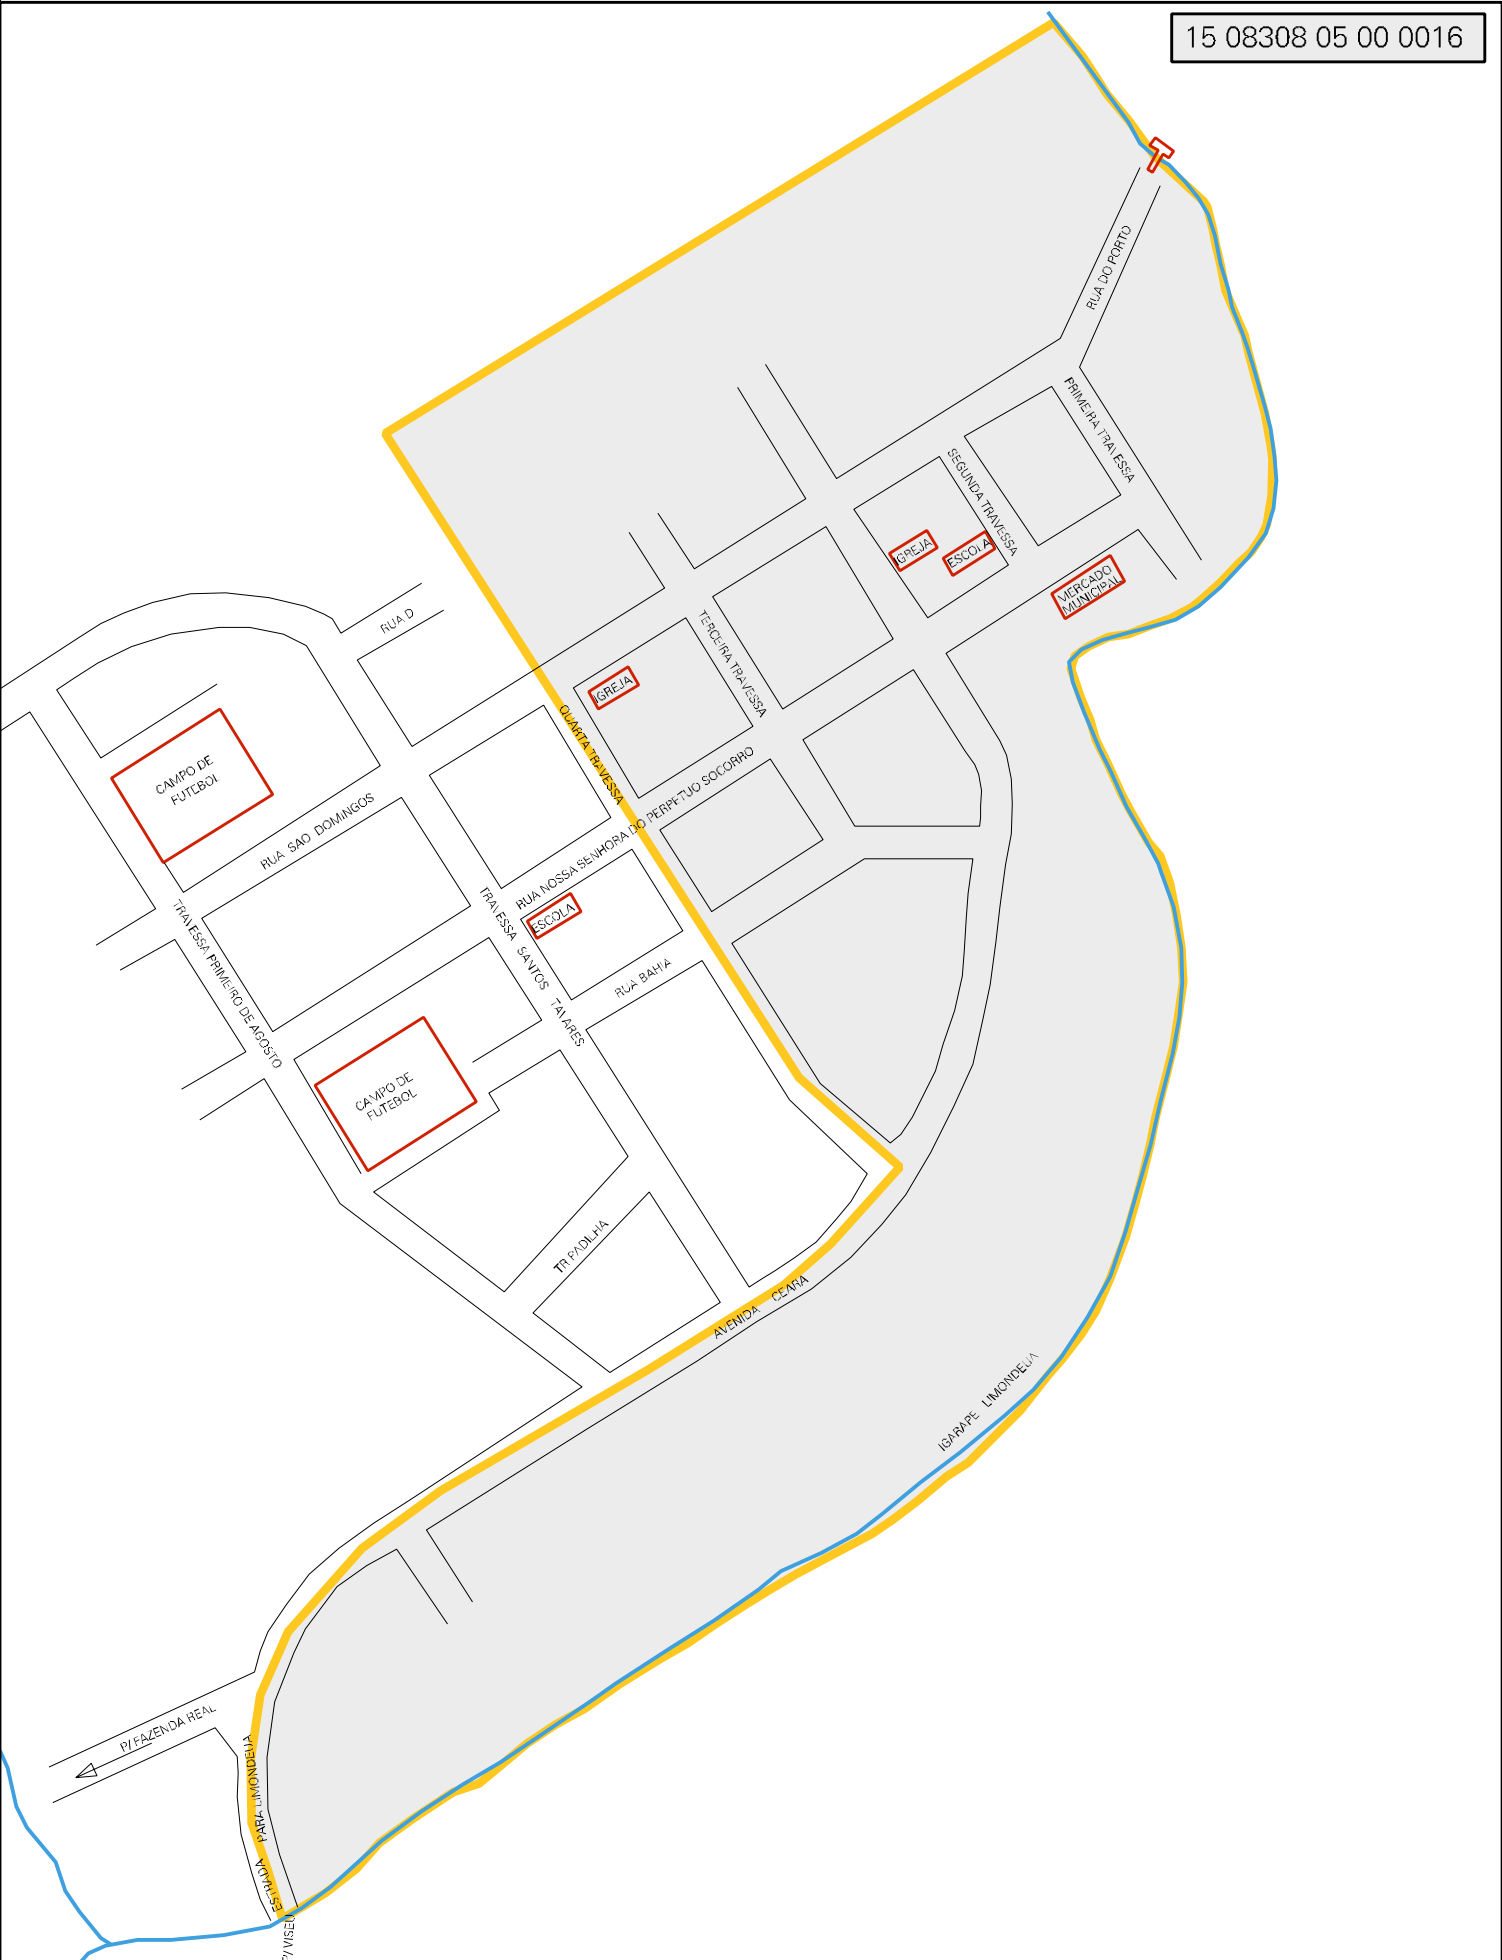 15 08308 05 00 0016
RUA DO PORTO
PRIMEIRA TRAVESSA
SEGUNDA TRAVESSA
IGREJA
ESCOLA
MERCADO
MUNICIPAL
RUA D
TERCEIRA TRAVESSA
IGREJA
QUARTA TRAVESSA
CAMPO DE
FUTEBOL
RUA SAO DOMINGOS
RUA NOSSA SENHORA DO PERPETUO SOCORRO
ESCOLA
TRAVESSA SANTOS TAVARES
TRAVESSA PRIMEIRO DE AGOSTO
RUA BAHIA
CAMPO DE
FUTEBOL
TR PADILHA
AVENIDA CEARA
IGARAPE LIMONDEUA
P/ FAZENDA REAL
ESTRADA PARA LIMONDEUA
P/ VISEU